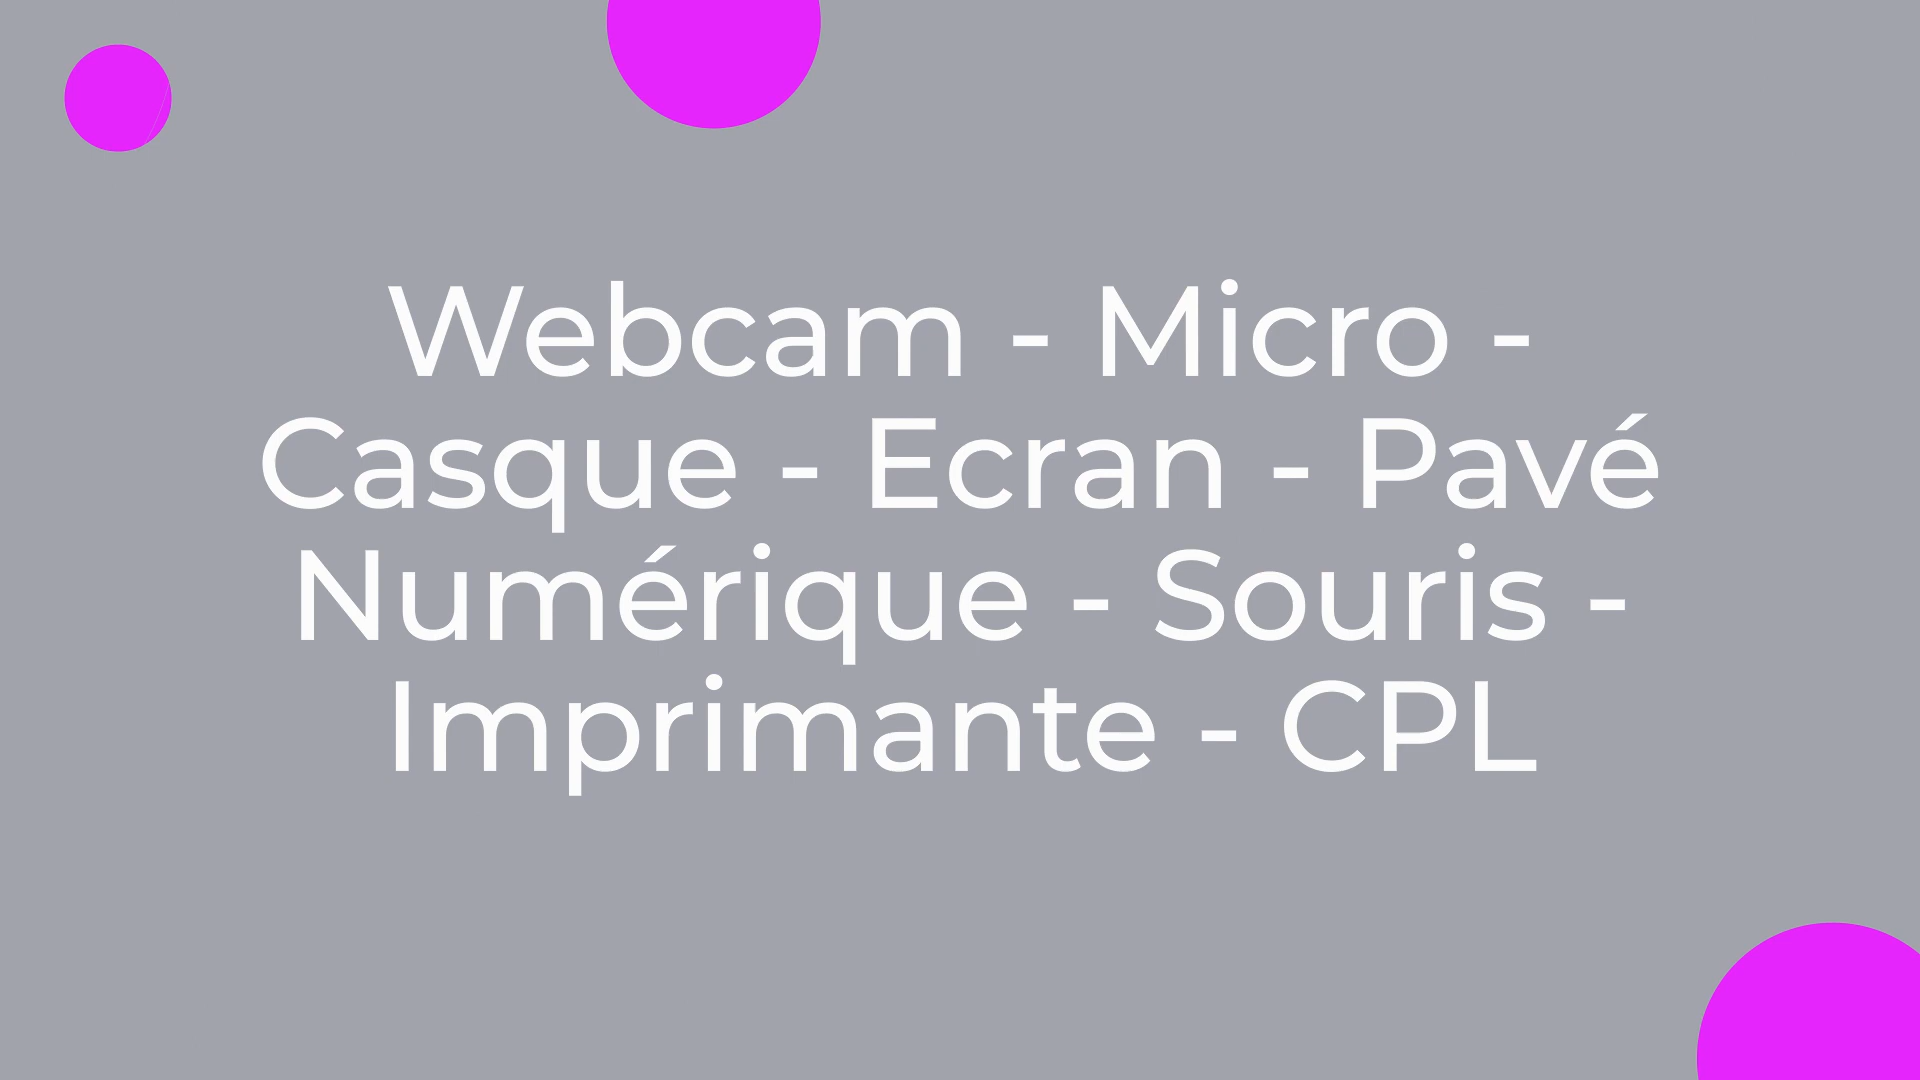 Webcam - Micro -
Casque - Ecran - Pavé
Numérique - Souris -
Imprimante - CPL